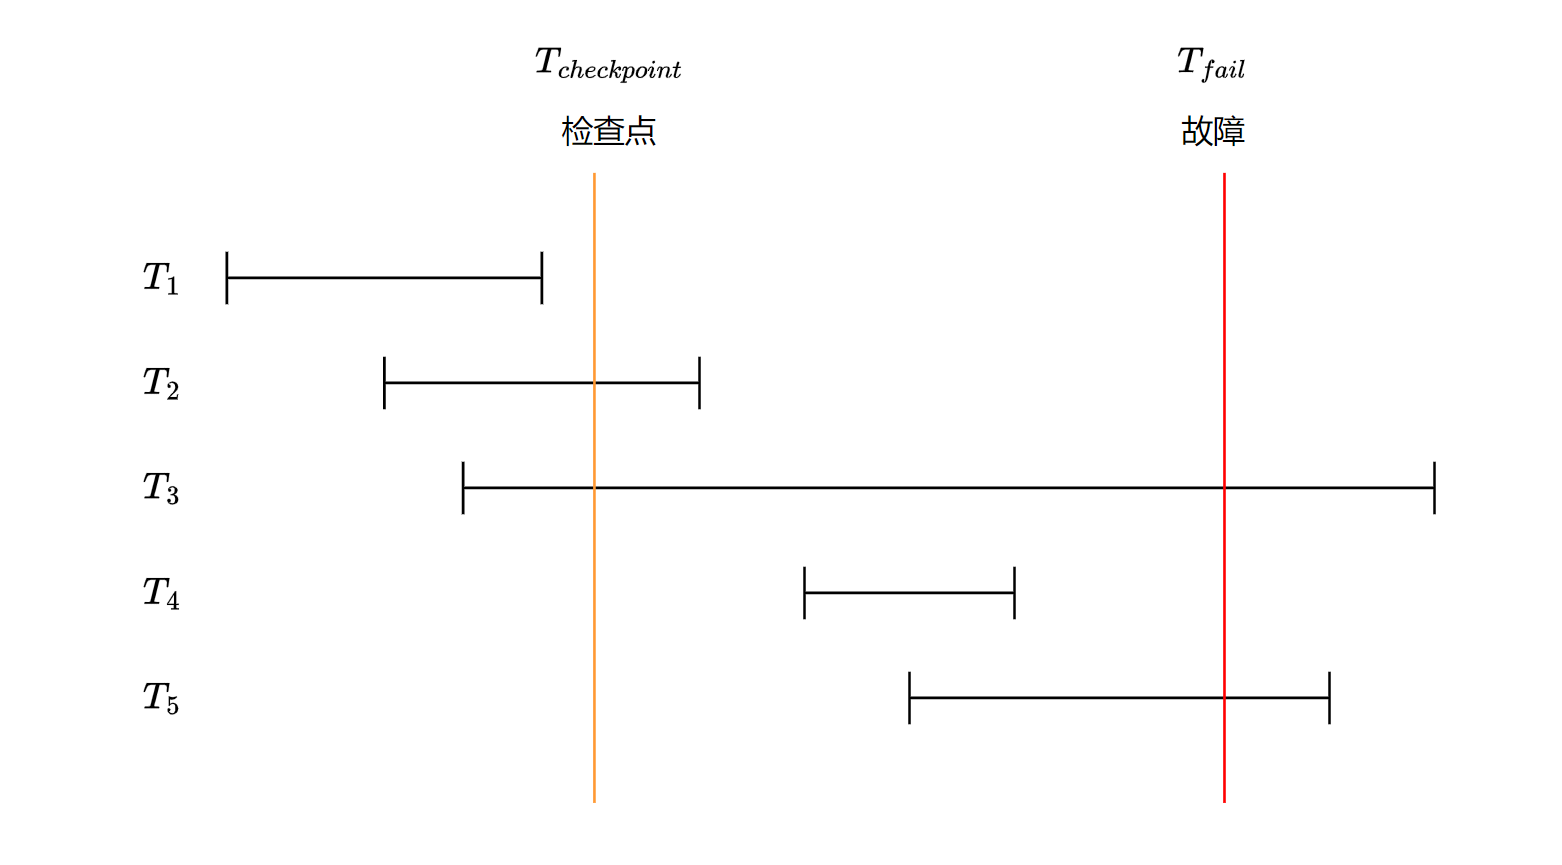 T_checkpoint
检查点
T_fail
故障
T_1
T_2
T_3
T_4
T_5